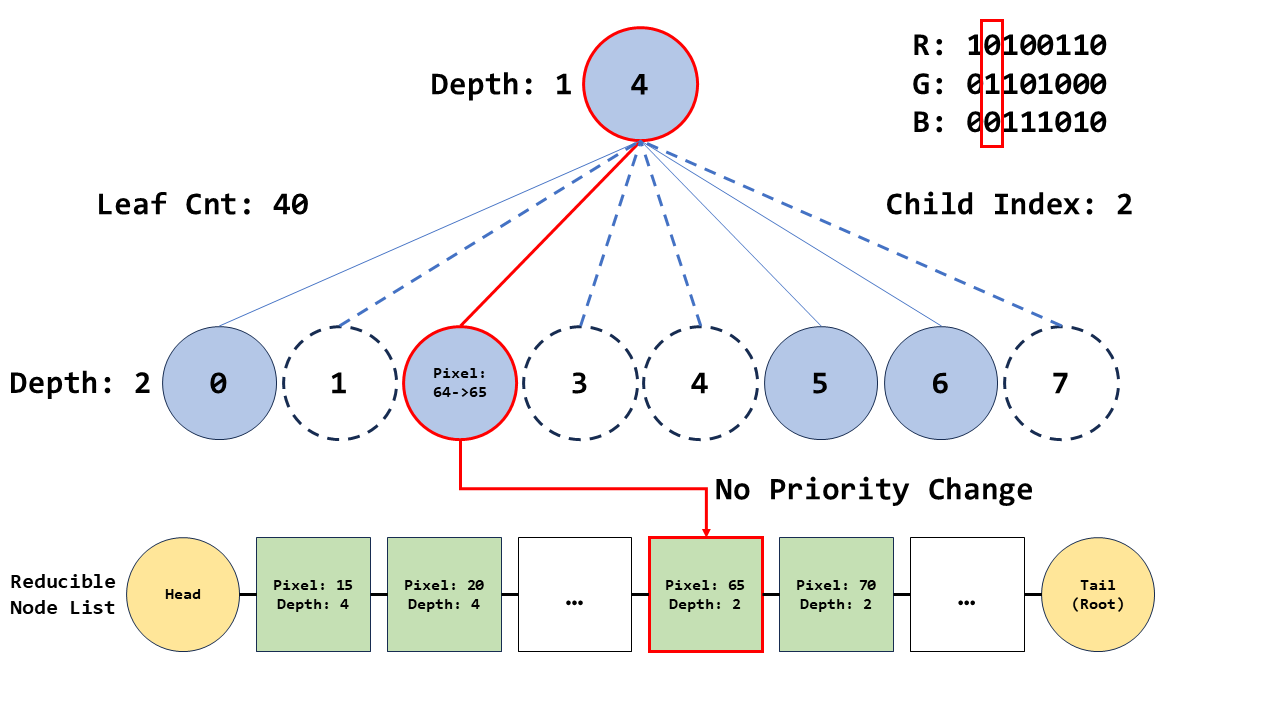 Depth: 1
4
R: 10100110
G: 01101000
B: 00111010
Leaf Cnt: 40
Child Index: 2
Depth: 2
0
1
Pixel:
64->65
3
4
5
6
7
No Priority Change
Reducible
Node List
Head
Pixel: 15
Depth: 4
Pixel: 20
Depth: 4
…
Pixel: 65
Depth: 2
Pixel: 70
Depth: 2
…
Tail
(Root)